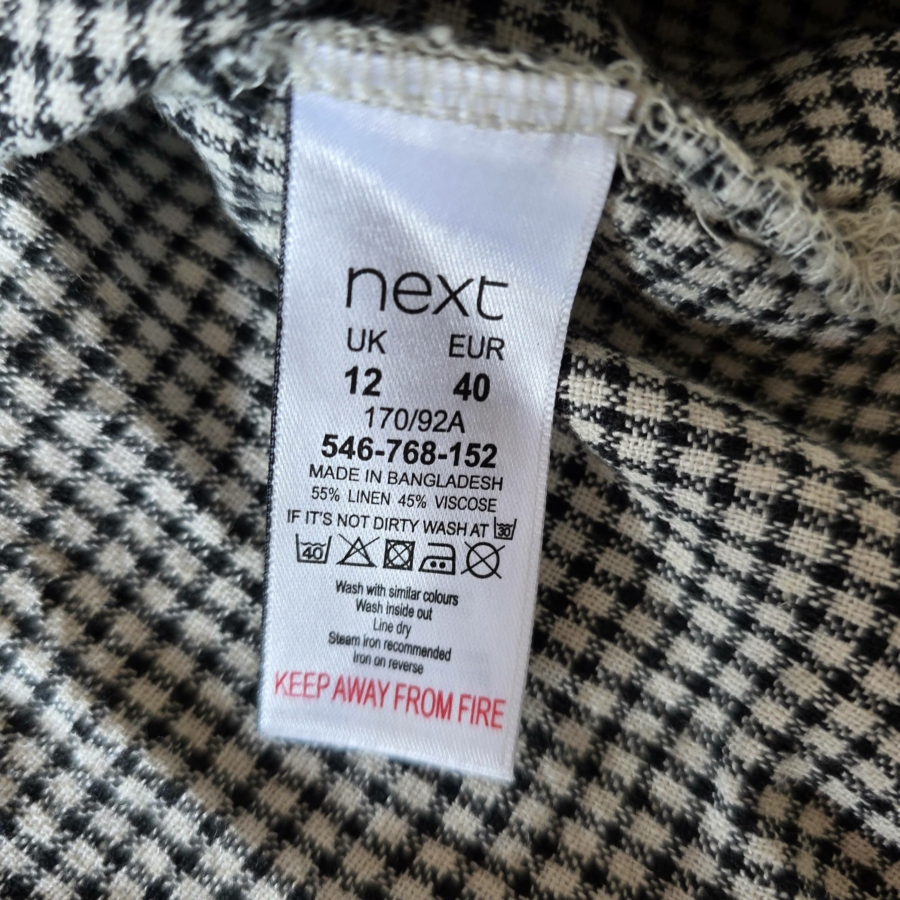 next
UK EUR
12 40
170/92A
546-768-152
MADE IN BANGLADESH
55% LINEN 45% VISCOSE
IF IT'S NOT DIRTY WASH AT 30
40
Wash with similar colours
Wash inside out
Line dry
Steam iron recommended
Iron on reverse
KEEP AWAY FROM FIRE